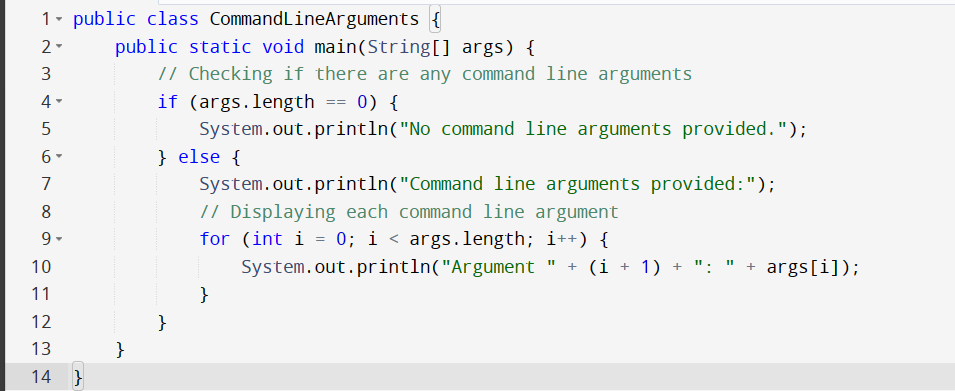 1 public class CommandLineArguments {
2     public static void main(String[] args) {
3         // Checking if there are any command line arguments
4         if (args.length == 0) {
5             System.out.println("No command line arguments provided.");
6         } else {
7             System.out.println("Command line arguments provided:");
8             // Displaying each command line argument
9             for (int i = 0; i < args.length; i++) {
10                 System.out.println("Argument " + (i + 1) + ": " + args[i]);
11             }
12         }
13     }
14 }